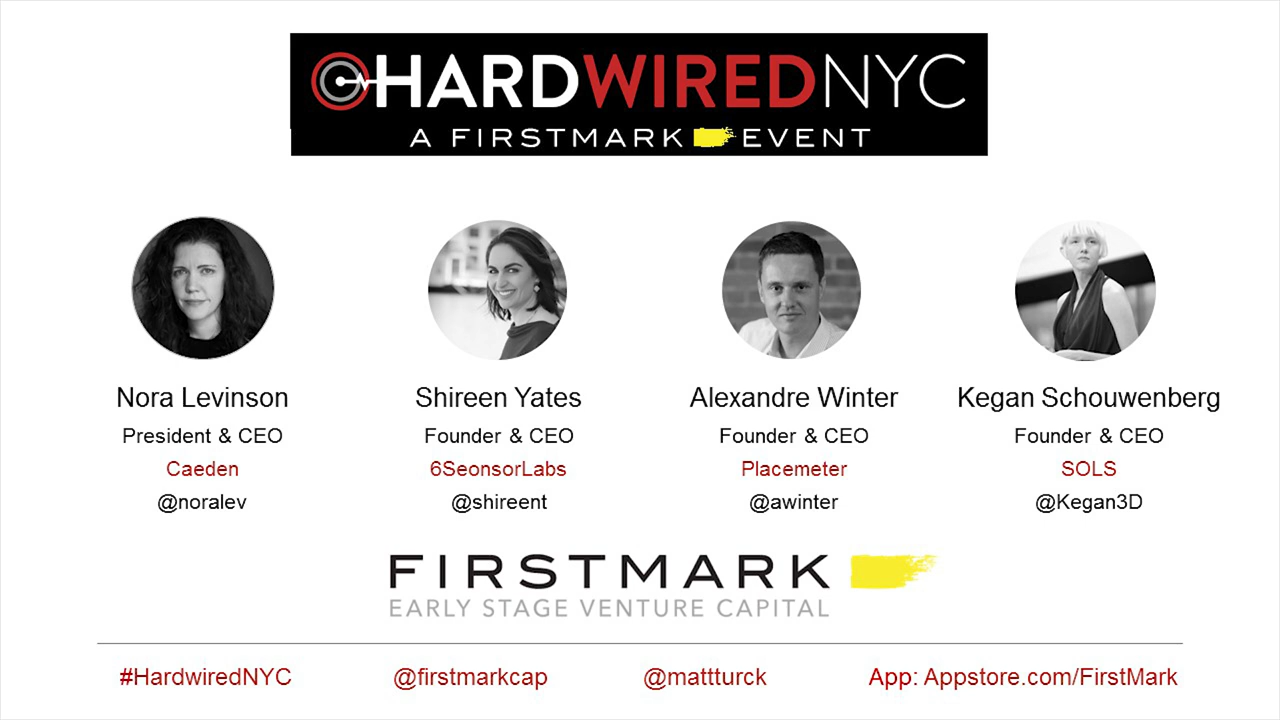 HARDWIREDNYC
A FIRSTMARK EVENT
Nora Levinson
President & CEO
Caeden
@noralev
Shireen Yates
Founder & CEO
6SeonsorLabs
@shireent
Alexandre Winter
Founder & CEO
Placemeter
@awinter
Kegan Schouwenberg
Founder & CEO
SOLS
@Kegan3D
FIRSTMARK
EARLY STAGE VENTURE CAPITAL
#HardwiredNYC
@firstmarkcap
@mattturck
App: Appstore.com/FirstMark